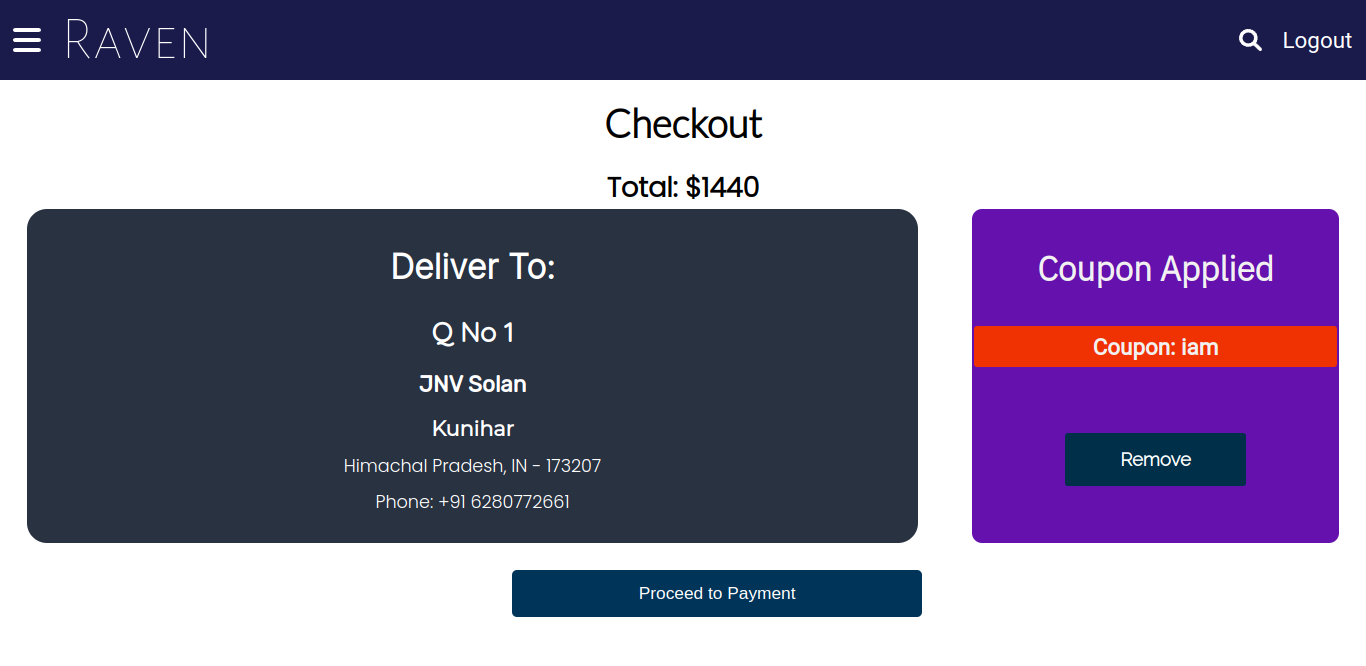 RAVEN
Logout
Checkout
Total: $1440
Deliver To:
Q No 1
JNV Solan
Kunihar
Himachal Pradesh, IN - 173207
Phone: +91 6280772661
Coupon Applied
Coupon: iam
Remove
Proceed to Payment